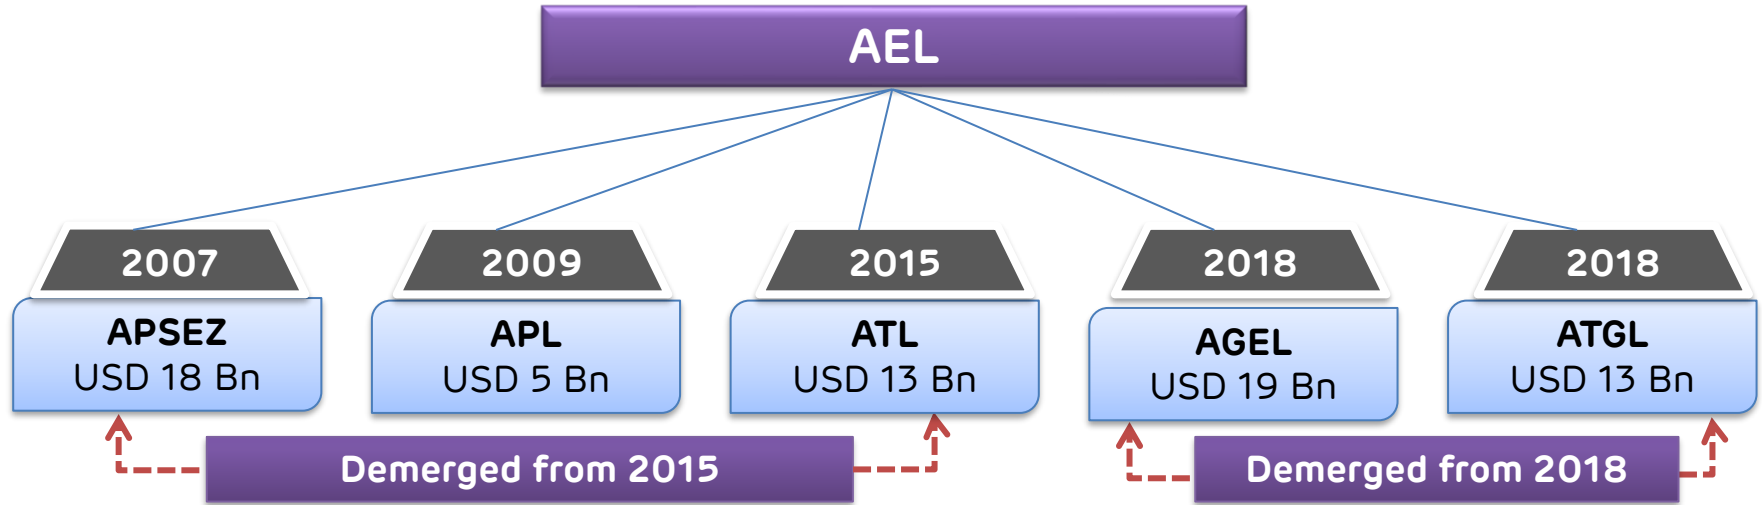 AEL
2007
2009
2015
2018
2018
APSEZ
USD 18 Bn
APL
USD 5 Bn
ATL
USD 13 Bn
AGEL
USD 19 Bn
ATGL
USD 13 Bn
Demerged from 2015
Demerged from 2018